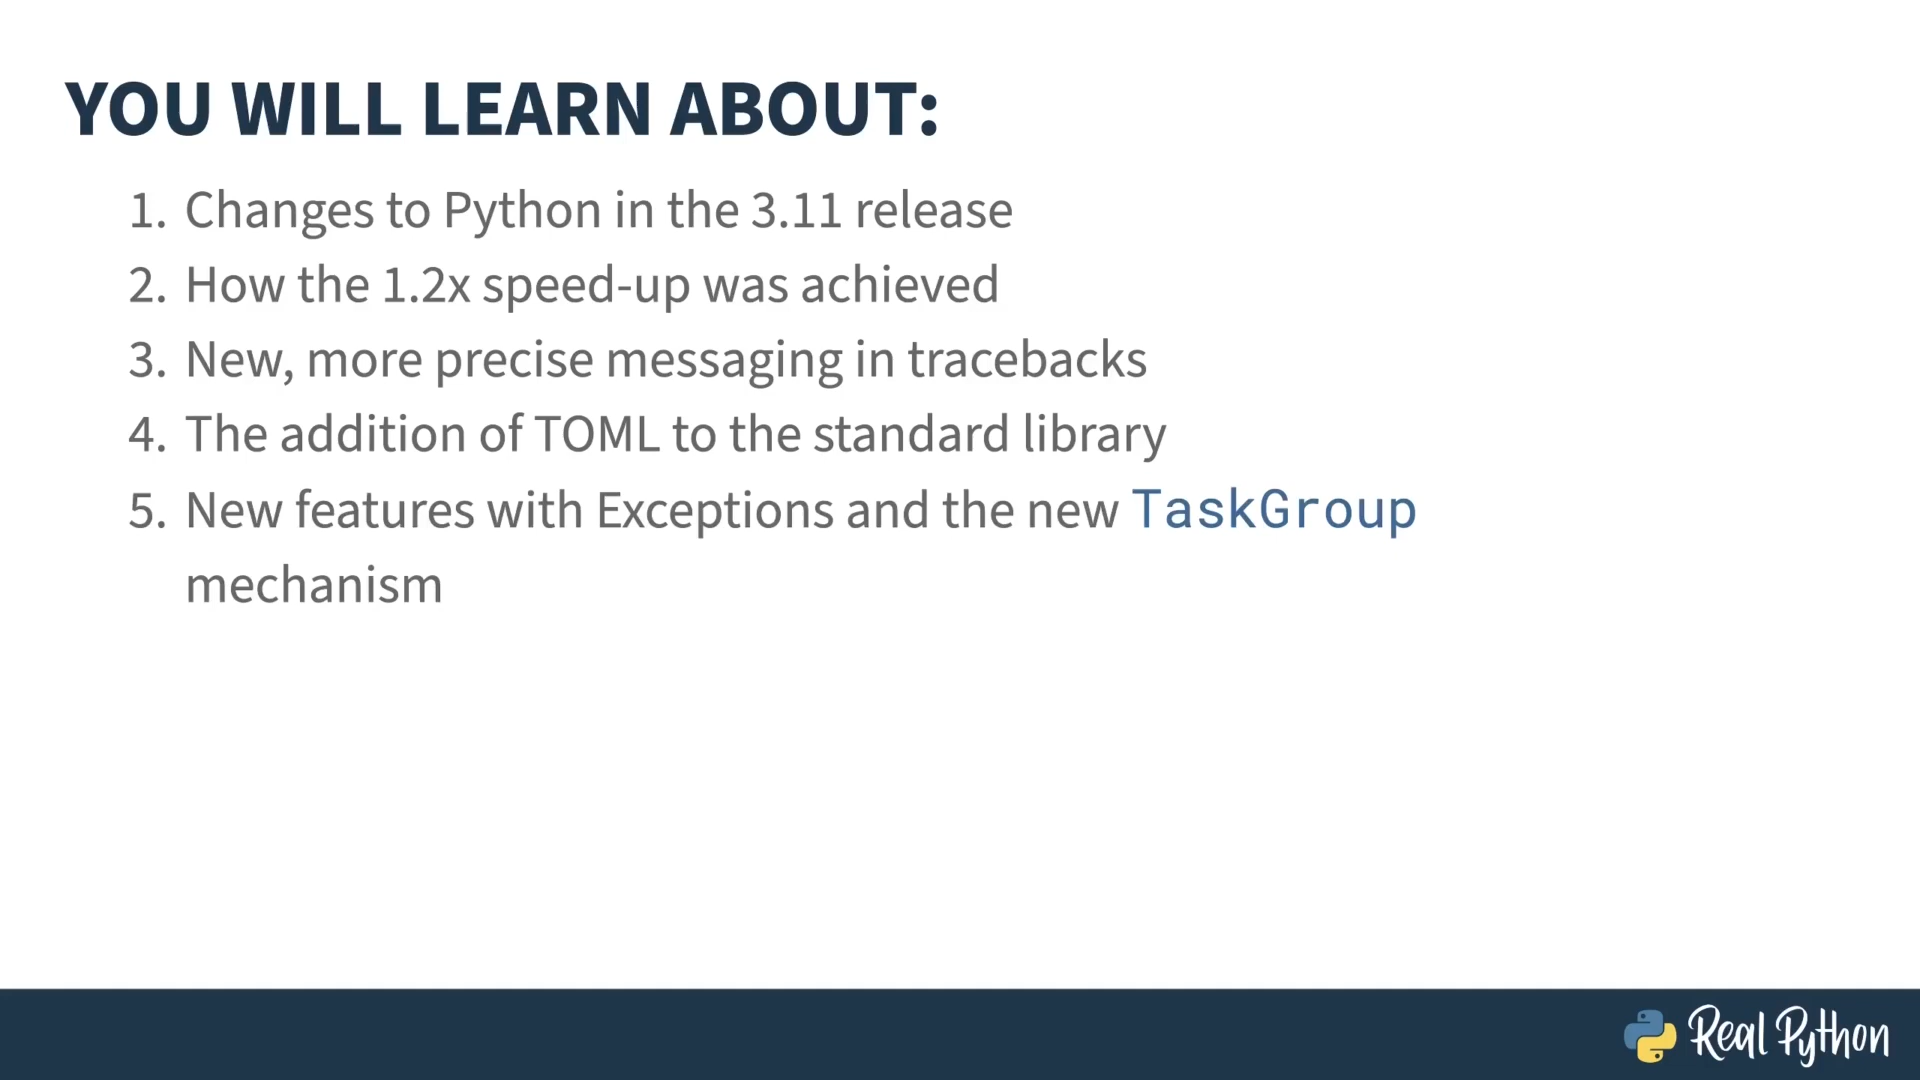 YOU WILL LEARN ABOUT:
1. Changes to Python in the 3.11 release
2. How the 1.2x speed-up was achieved
3. New, more precise messaging in tracebacks
4. The addition of TOML to the standard library
5. New features with Exceptions and the new TaskGroup
mechanism
Real Python